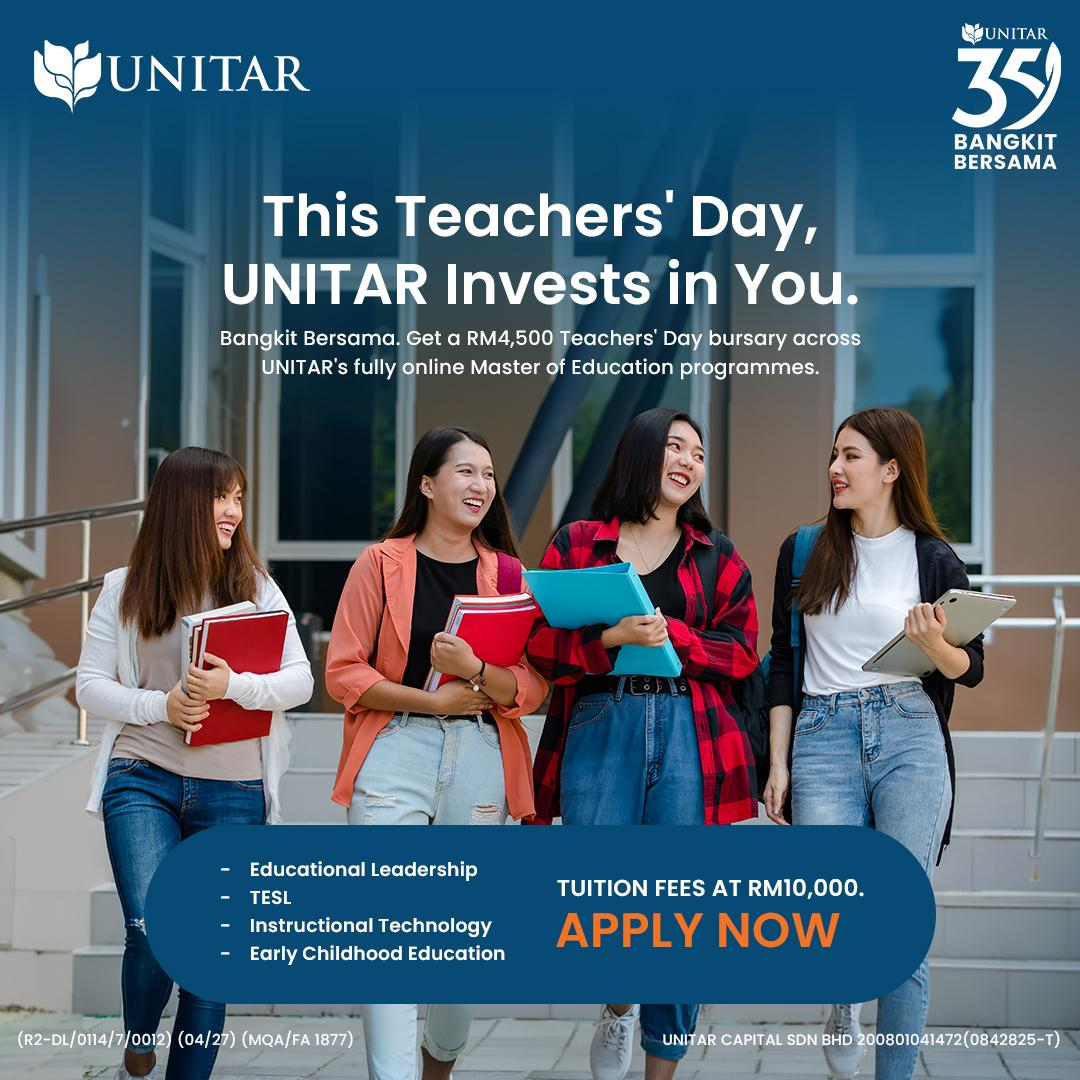 UNITAR
UNITAR
35
BANGKIT
BERSAMA
This Teachers' Day,
UNITAR Invests in You.
Bangkit Bersama. Get a RM4,500 Teachers' Day bursary across
UNITAR's fully online Master of Education programmes.
- Educational Leadership
- TESL
- Instructional Technology
- Early Childhood Education
TUITION FEES AT RM10,000.
APPLY NOW
(R2-DL/0114/7/0012) (04/27) (MQA/FA 1877)
UNITAR CAPITAL SDN BHD 200801041472(0842825-T)